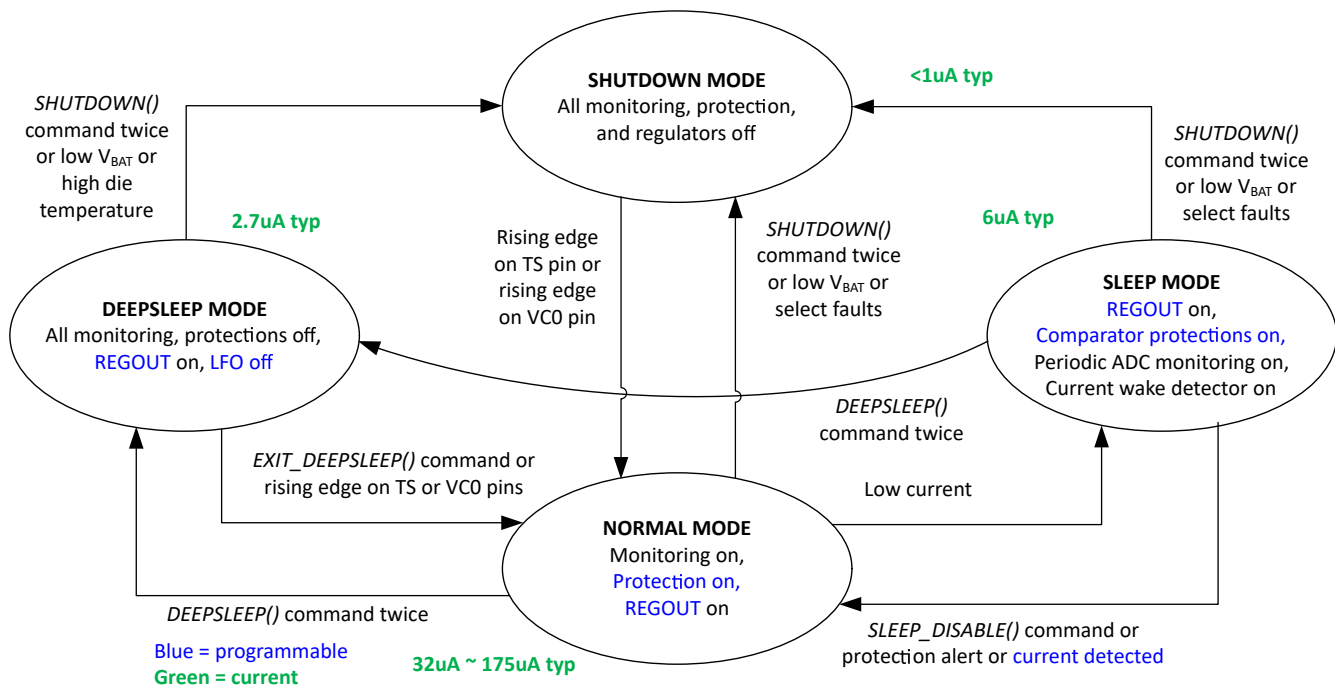 SHUTDOWN MODE
All monitoring, protection,
and regulators off
<1uA typ
SHUTDOWN()
command twice
or low VBAT or
high die
temperature
2.7uA typ
SHUTDOWN()
command twice
or low VBAT or
select faults
6uA typ
Rising edge
on TS pin or
rising edge
on VC0 pin
SHUTDOWN()
command twice
or low VBAT or
select faults
DEEPSLEEP MODE
All monitoring, protections off,
REGOUT on, LFO off
SLEEP MODE
REGOUT on,
Comparator protections on,
Periodic ADC monitoring on,
Current wake detector on
DEEPSLEEP()
command twice
EXIT_DEEPSLEEP() command or
rising edge on TS or VC0 pins
Low current
NORMAL MODE
Monitoring on,
Protection on,
REGOUT on
DEEPSLEEP() command twice
SLEEP_DISABLE() command or
protection alert or current detected
Blue = programmable
Green = current
32uA ~ 175uA typ